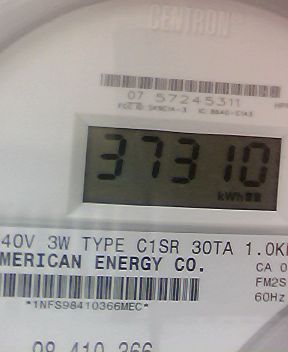 CENTRON
07 57245311
37310
kWh
40V 3W TYPE C1SR 30TA 1.0K
MERICAN ENERGY CO.
CA 0
FM2S
60Hz
*1NFS98410366MEC*
98 410 366